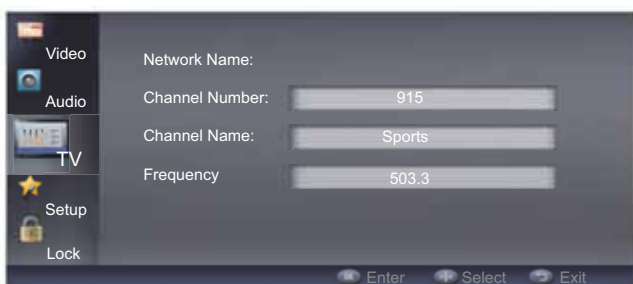 Video
Audio
TV
Setup
Lock
Network Name:
Channel Number: 915
Channel Name: Sports
Frequency 503.3
Enter Select Exit